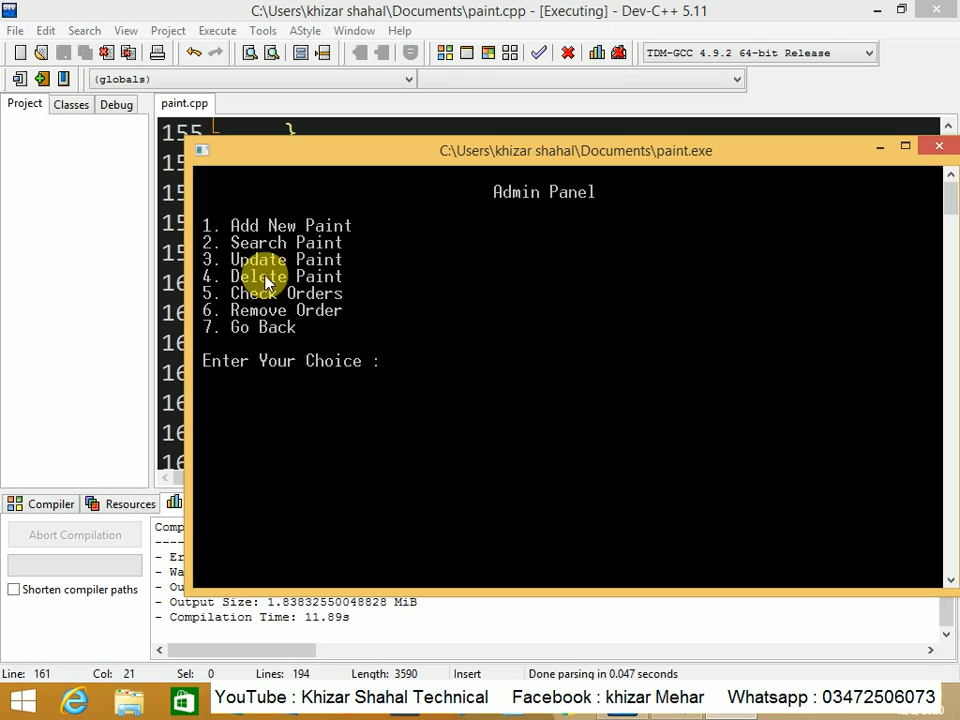 C:\Users\khizar shahal\Documents\paint.cpp - [Executing] - Dev-C++ 5.11
File Edit Search View Project Execute Tools AStyle Window Help
TDM-GCC 4.9.2 64-bit Release
(globals)
Project Classes Debug
paint.cpp
155 }
C:\Users\khizar shahal\Documents\paint.exe
Admin Panel
1. Add New Paint
2. Search Paint
3. Update Paint
4. Delete Paint
5. Check Orders
6. Remove Order
7. Go Back
Enter Your Choice :
Compiler Resources
Abort Compilation
Shorten compiler paths
- Output Size: 1.83832550048828 MiB
- Compilation Time: 11.89s
Line: 161 Col: 21 Sel: 0 Lines: 194 Length: 3590 Insert Done parsing in 0.047 seconds
YouTube : Khizar Shahal Technical Facebook : khizar Mehar Whatsapp : 03472506073